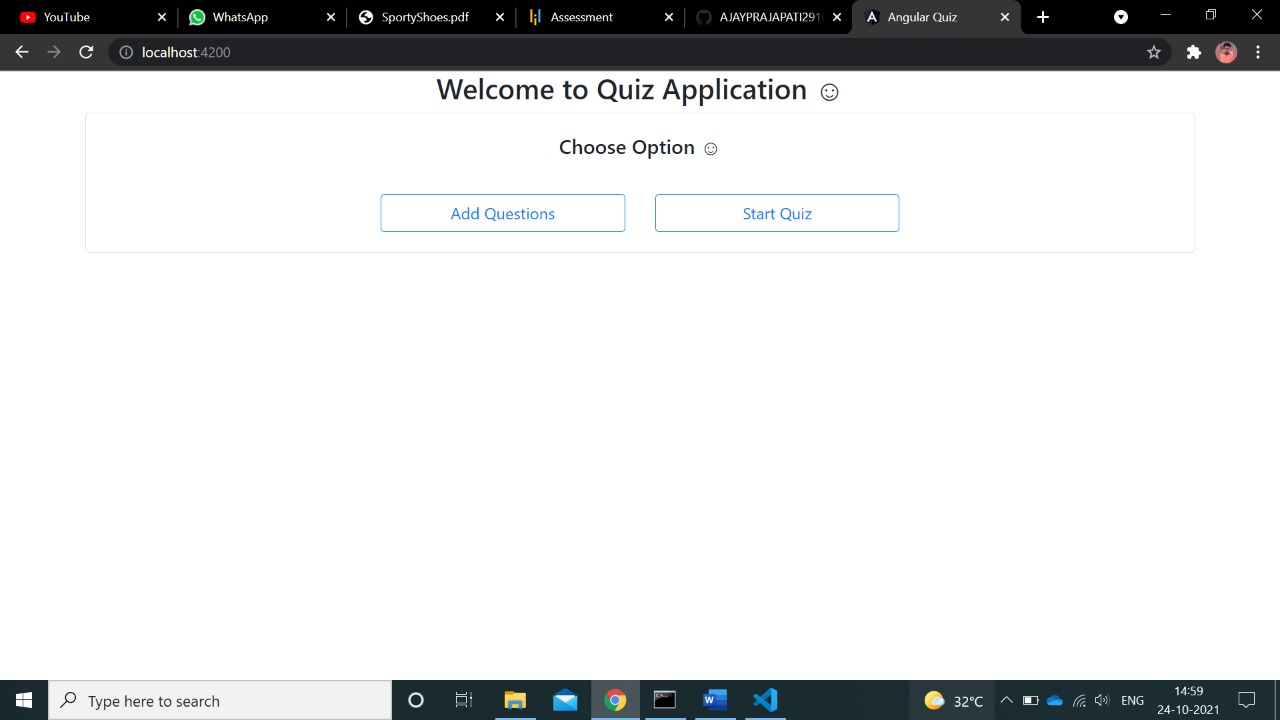 YouTube
WhatsApp
SportyShoes.pdf
Assessment
AJAYPRAJAPATI291
Angular Quiz
localhost:4200
Welcome to Quiz Application ☺
Choose Option ☺
Add Questions
Start Quiz
Type here to search
32°C
ENG
14:59
24-10-2021